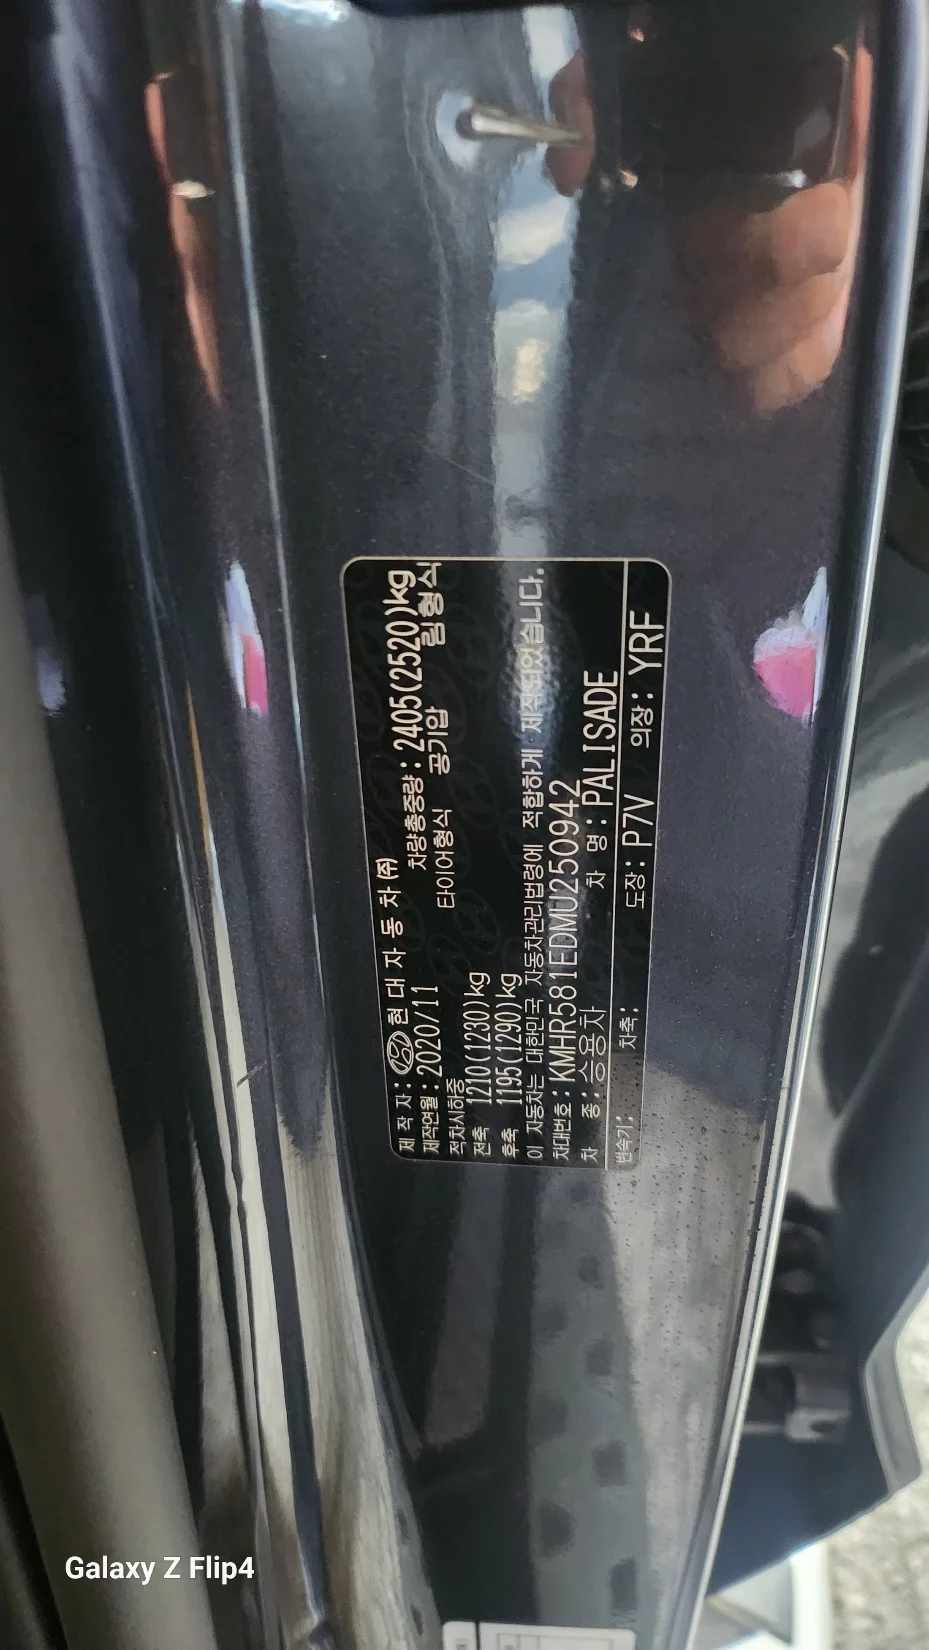 제 작 자 : 현 대 자 동 차 (주)
제작연월 : 2020/11 차량총중량 : 2405(2520)kg
적차시하중 타이어형식 공기압 림형식
전축 1210(1230)kg
후축 1195(1290)kg
이 자동차는 대한민국 자동차관리법령에 적합하게 제작되었습니다.
차대번호 : KMHR581EDMU250942
차 종 : 승용차 차 명 : PALISADE
변속기: 차축: 도장: P7V 의장: YRF
Galaxy Z Flip4